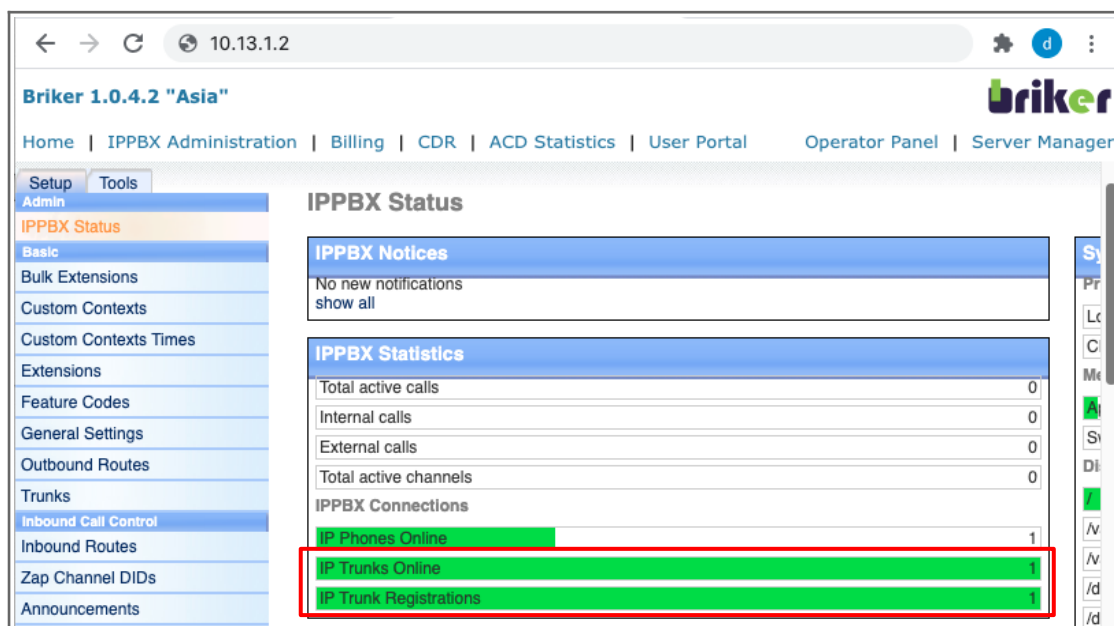 10.13.1.2
d
Briker 1.0.4.2 "Asia"
briker
Home | IPPBX Administration | Billing | CDR | ACD Statistics | User Portal Operator Panel | Server Manager
Setup Tools
Admin
IPPBX Status
Basic
Bulk Extensions
Custom Contexts
Custom Contexts Times
Extensions
Feature Codes
General Settings
Outbound Routes
Trunks
Inbound Call Control
Inbound Routes
Zap Channel DIDs
Announcements
IPPBX Status
IPPBX Notices
No new notifications
show all
IPPBX Statistics
Total active calls 0
Internal calls 0
External calls 0
Total active channels 0
IPPBX Connections
IP Phones Online 1
IP Trunks Online 1
IP Trunk Registrations 1
/